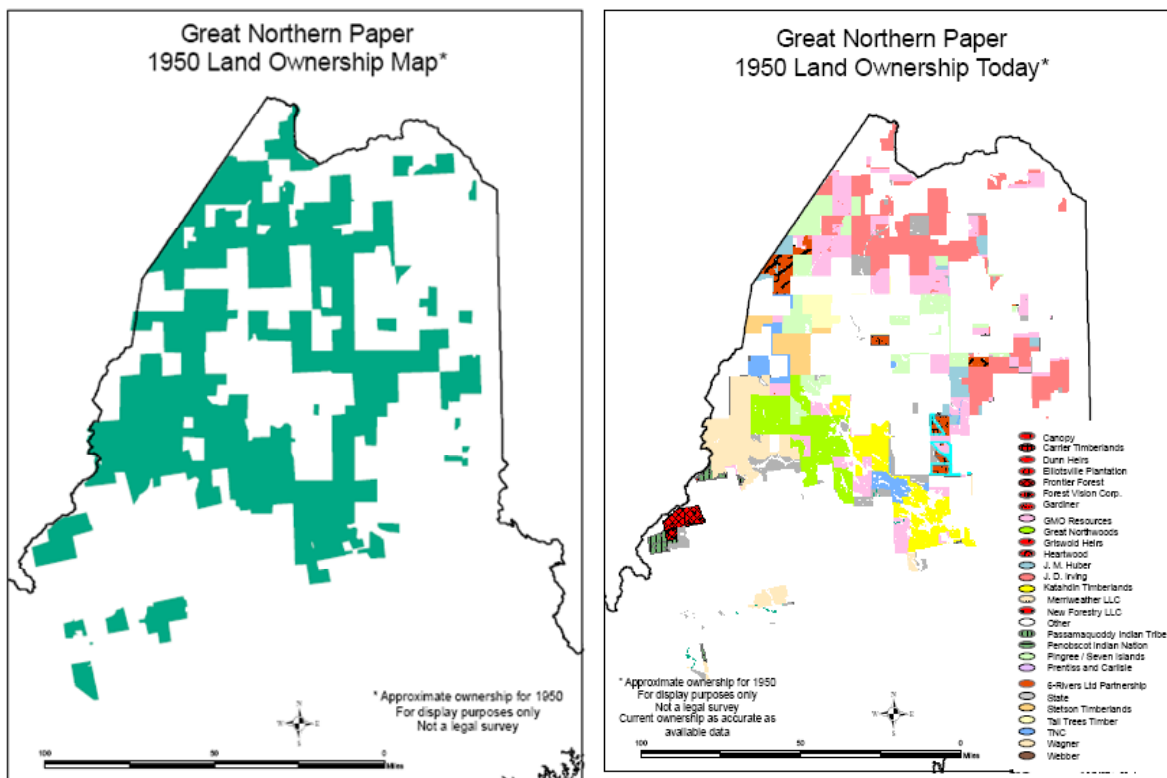 Great Northern Paper
1950 Land Ownership Map*
N
W
E
S
* Approximate ownership for 1950
For display purposes only
Not a legal survey
100
50
0
Miles
Great Northern Paper
1950 Land Ownership Today*
Canopy
Carrier Timberlands
Dunn Heirs
Elliotsville Plantation
Frontier Forest
Forest Vision Corp.
Gardiner
GMO Resources
Great Northwoods
Griswold Heirs
Heartwood
J. M. Huber
J. D. Irving
Katahdin Timberlands
Merriweather LLC
New Forestry LLC
Other
Passamaquoddy Indian Tribe
Penobscot Indian Nation
Pingree / Seven Islands
Prentiss and Carlisle
6-Rivers Ltd Partnership
State
Stetson Timberlands
Tall Trees Timber
TNC
Wagner
Webber
* Approximate ownership for 1950
For display purposes only
Not a legal survey
Current ownership as accurate as
available data
N
W
E
S
100
50
0
Miles